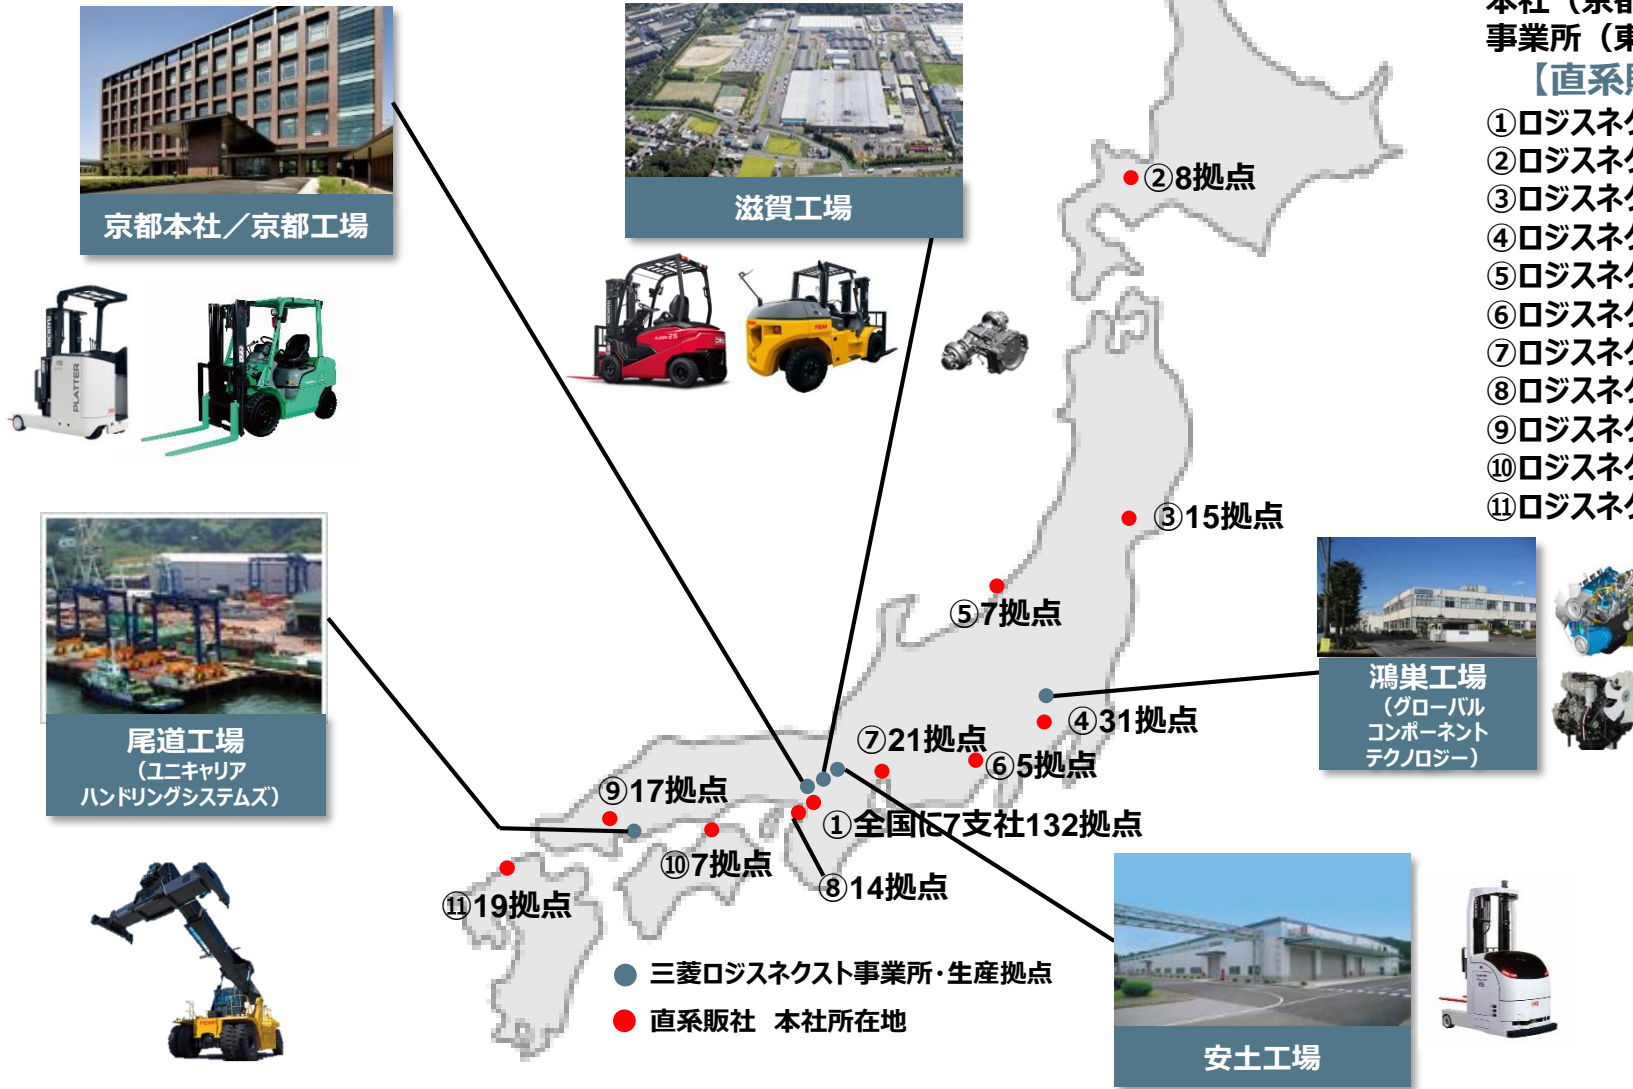 本社（京都
事業所（東
【直系販
①ロジスネク
②ロジスネク
③ロジスネク
④ロジスネク
⑤ロジスネク
⑥ロジスネク
⑦ロジスネク
⑧ロジスネク
⑨ロジスネク
⑩ロジスネク
⑪ロジスネク
京都本社／京都工場
滋賀工場
②8拠点
PLATTER
③15拠点
⑤7拠点
鴻巣工場
（グローバル
コンポーネント
テクノロジー）
④31拠点
⑦21拠点
⑥5拠点
尾道工場
（ユニキャリア
ハンドリングシステムズ）
⑨17拠点
①全国に7支社132拠点
⑩7拠点
⑧14拠点
⑪19拠点
三菱ロジスネクスト事業所・生産拠点
直系販社 本社所在地
安土工場